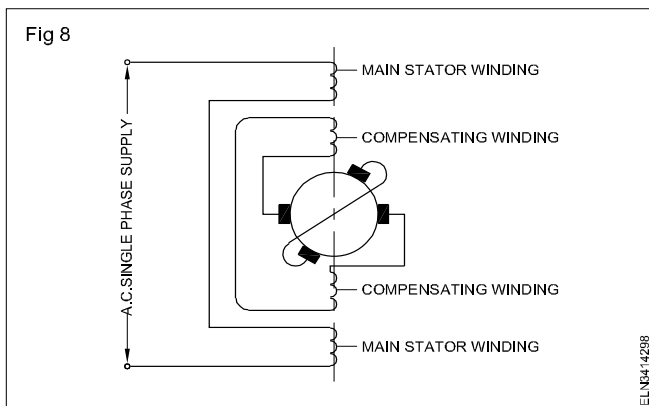 Fig 8
MAIN STATOR WINDING
COMPENSATING WINDING
A.C.SINGLE PHASE SUPPLY
COMPENSATING WINDING
MAIN STATOR WINDING
ELN3414298